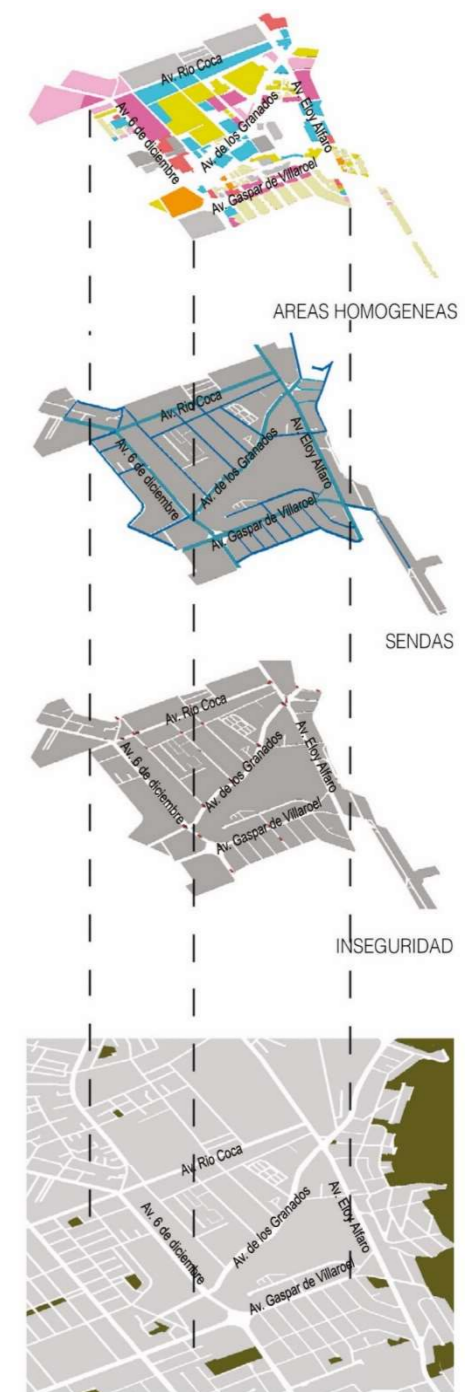 Av. Rio Coca
Av. 6 de diciembre
Av. de los Granados
Av. Eloy Alfaro
Av. Gaspar de Villaroel
AREAS HOMOGENEAS
Av. Rio Coca
Av. 6 de diciembre
Av. de los Granados
Av. Eloy Alfaro
Av. Gaspar de Villaroel
SENDAS
Av. Rio Coca
Av. 6 de diciembre
Av. de los Granados
Av. Eloy Alfaro
Av. Gaspar de Villaroel
INSEGURIDAD
Av. Rio Coca
Av. 6 de diciembre
Av. de los Granados
Av. Eloy Alfaro
Av. Gaspar de Villaroel